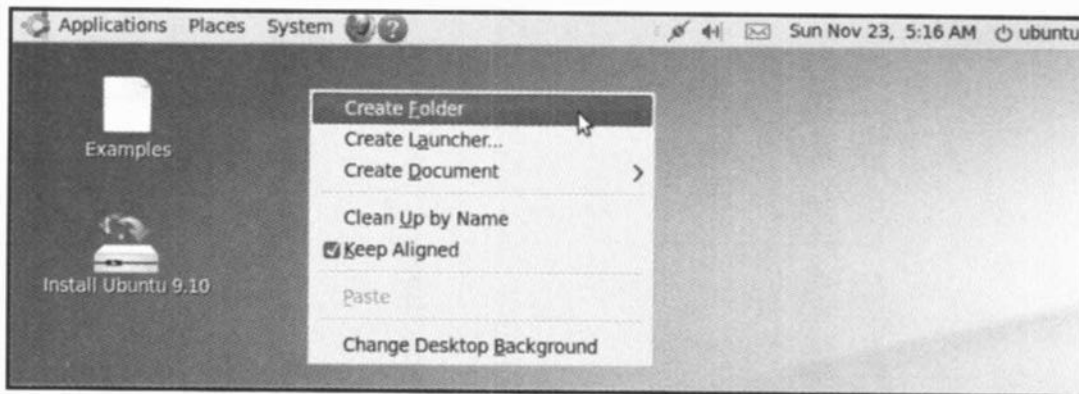 Applications Places System Sun Nov 23, 5:16 AM ubuntu
Examples
Install Ubuntu 9.10
Create Folder
Create Launcher...
Create Document
Clean Up by Name
Keep Aligned
Paste
Change Desktop Background